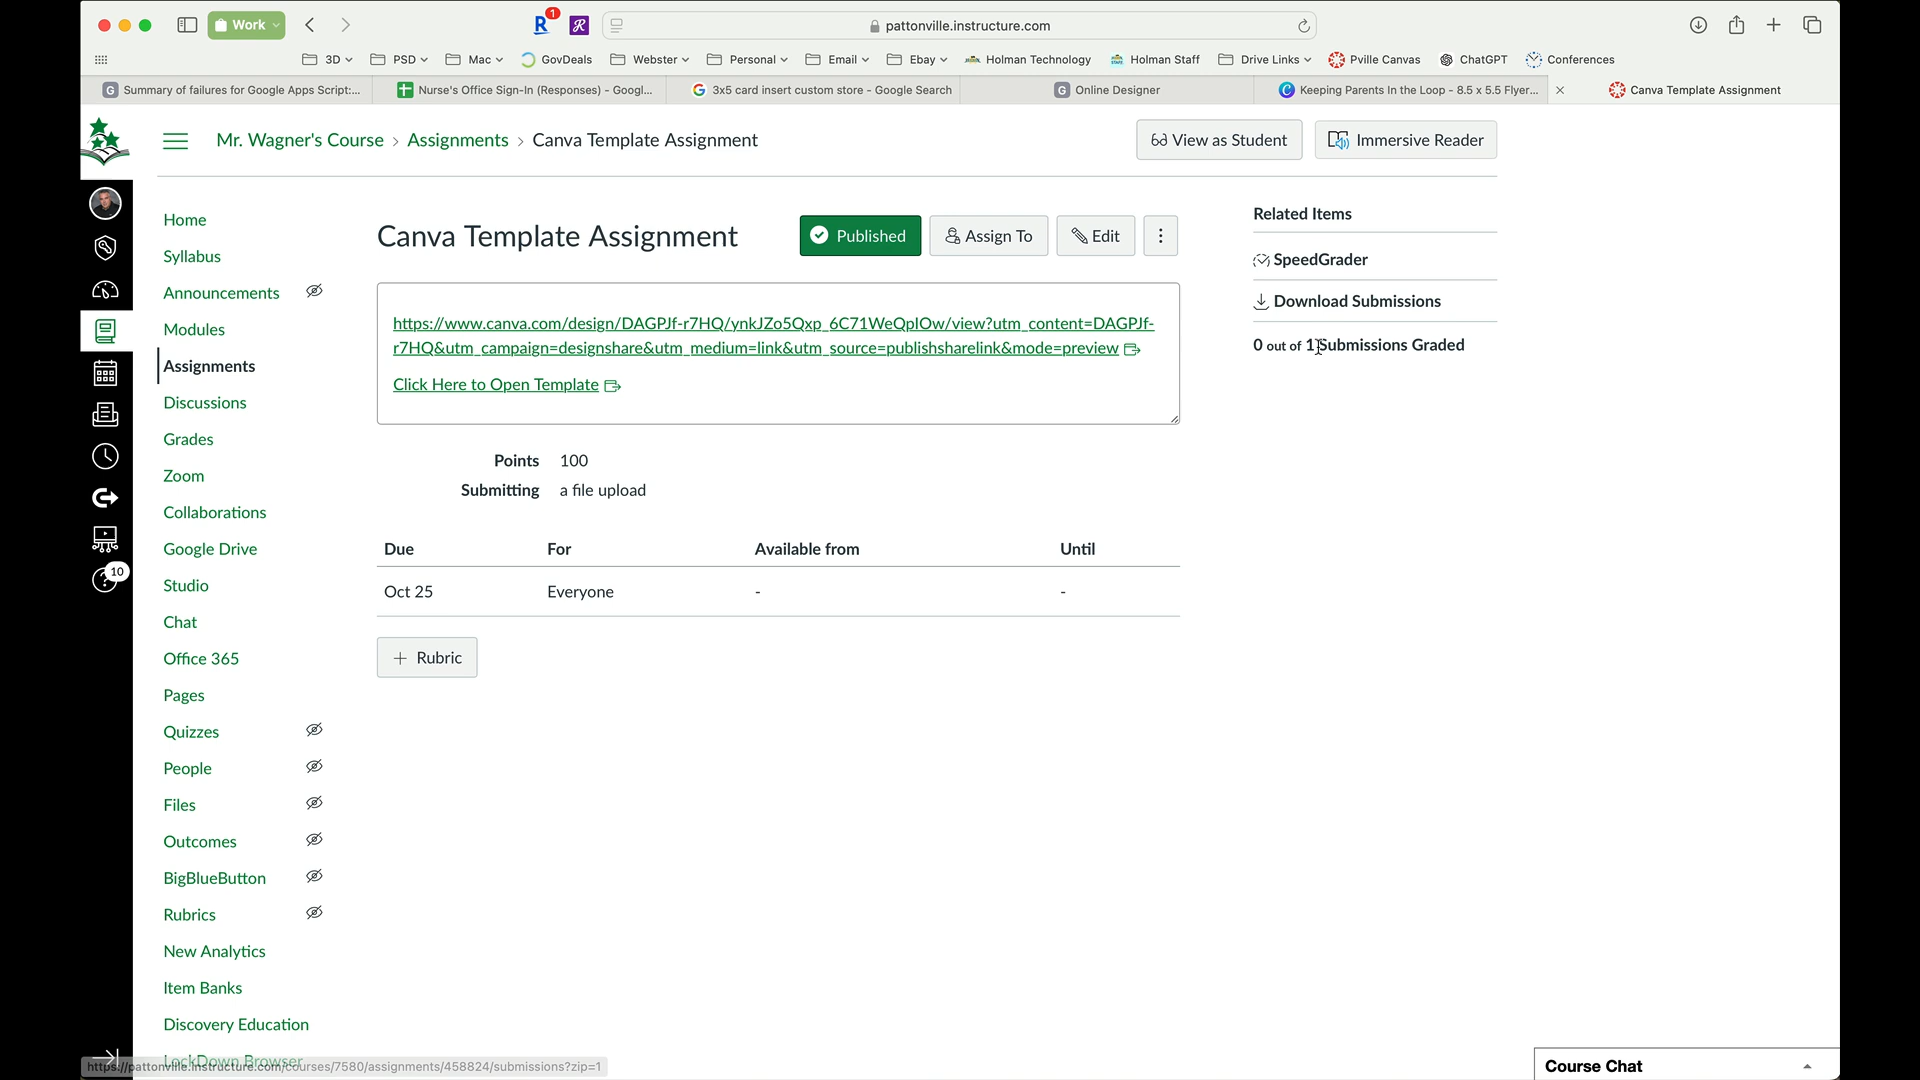 Work
1
pattonville.instructure.com
3D
PSD
Mac
GovDeals
Webster
Personal
Email
Ebay
Holman Technology
Holman Staff
Drive Links
Pville Canvas
ChatGPT
Conferences
Summary of failures for Google Apps Script:...
Nurse's Office Sign-In (Responses) - Googl...
3x5 card insert custom store - Google Search
Online Designer
Keeping Parents In the Loop - 8.5 x 5.5 Flyer...
Canva Template Assignment
Mr. Wagner's Course › Assignments › Canva Template Assignment
View as Student
Immersive Reader
Home
Syllabus
Announcements
Modules
Assignments
Discussions
Grades
Zoom
Collaborations
Google Drive
Studio
Chat
Office 365
Pages
Quizzes
People
Files
Outcomes
BigBlueButton
Rubrics
New Analytics
Item Banks
Discovery Education
LockDown Browser
10
Canva Template Assignment
Published
Assign To
Edit
https://www.canva.com/design/DAGPJf-r7HQ/ynkJZo5Qxp_6C71WeQpIOw/view?utm_content=DAGPJf-
r7HQ&utm_campaign=designshare&utm_medium=link&utm_source=publishsharelink&mode=preview
Click Here to Open Template
Points 100
Submitting a file upload
Due For Available from Until
Oct 25 Everyone - -
+ Rubric
Related Items
SpeedGrader
Download Submissions
0 out of 1 Submissions Graded
https://pattonville.instructure.com/courses/7580/assignments/458824/submissions?zip=1
Course Chat